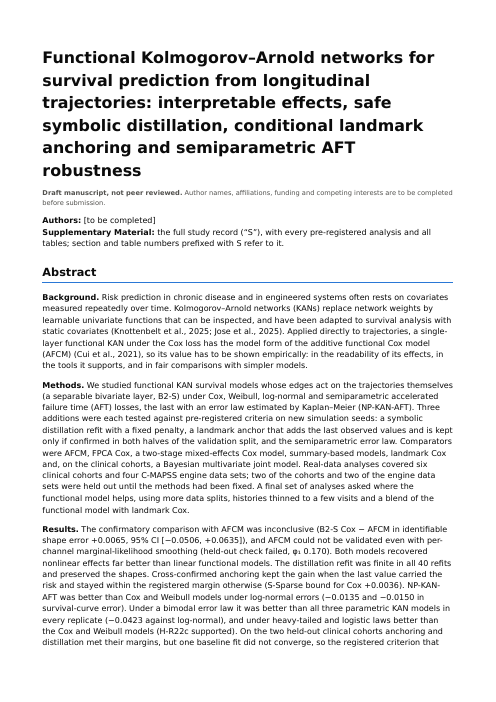 Functional Kolmogorov–Arnold networks for
survival prediction from longitudinal
trajectories: interpretable effects, safe
symbolic distillation, conditional landmark
anchoring and semiparametric AFT
robustness
Draft manuscript, not peer reviewed. Author names, affiliations, funding and competing interests are to be completed
before submission.
Authors: [to be completed]
Supplementary Material: the full study record (“S”), with every pre-registered analysis and all
tables; section and table numbers prefixed with S refer to it.
Abstract
Background. Risk prediction in chronic disease and in engineered systems often rests on covariates
measured repeatedly over time. Kolmogorov–Arnold networks (KANs) replace network weights by
learnable univariate functions that can be inspected, and have been adapted to survival analysis with
static covariates (Knottenbelt et al., 2025; Jose et al., 2025). Applied directly to trajectories, a single-
layer functional KAN under the Cox loss has the model form of the additive functional Cox model
(AFCM) (Cui et al., 2021), so its value has to be shown empirically: in the readability of its effects, in
the tools it supports, and in fair comparisons with simpler models.
Methods. We studied functional KAN survival models whose edges act on the trajectories themselves
(a separable bivariate layer, B2-S) under Cox, Weibull, log-normal and semiparametric accelerated
failure time (AFT) losses, the last with an error law estimated by Kaplan–Meier (NP-KAN-AFT). Three
additions were each tested against pre-registered criteria on new simulation seeds: a symbolic
distillation refit with a fixed penalty, a landmark anchor that adds the last observed values and is kept
only if confirmed in both halves of the validation split, and the semiparametric error law. Comparators
were AFCM, FPCA Cox, a two-stage mixed-effects Cox model, summary-based models, landmark Cox
and, on the clinical cohorts, a Bayesian multivariate joint model. Real-data analyses covered six
clinical cohorts and four C-MAPSS engine data sets; two of the cohorts and two of the engine data
sets were held out until the methods had been fixed. A final set of analyses asked where the
functional model helps, using more data splits, histories thinned to a few visits and a blend of the
functional model with landmark Cox.
Results. The confirmatory comparison with AFCM was inconclusive (B2-S Cox − AFCM in identifiable
shape error +0.0065, 95% CI [−0.0506, +0.0635]), and AFCM could not be validated even with per-
channel marginal-likelihood smoothing (held-out check failed, φ₁ 0.170). Both models recovered
nonlinear effects far better than linear functional models. The distillation refit was finite in all 40 refits
and preserved the shapes. Cross-confirmed anchoring kept the gain when the last value carried the
risk and stayed within the registered margin otherwise (S-Sparse bound for Cox +0.0036). NP-KAN-
AFT was better than Cox and Weibull models under log-normal errors (−0.0135 and −0.0150 in
survival-curve error). Under a bimodal error law it was better than all three parametric KAN models in
every replicate (−0.0423 against log-normal), and under heavy-tailed and logistic laws better than
the Cox and Weibull models (H-R22c supported). On the two held-out clinical cohorts anchoring and
distillation met their margins, but one baseline fit did not converge, so the registered criterion that